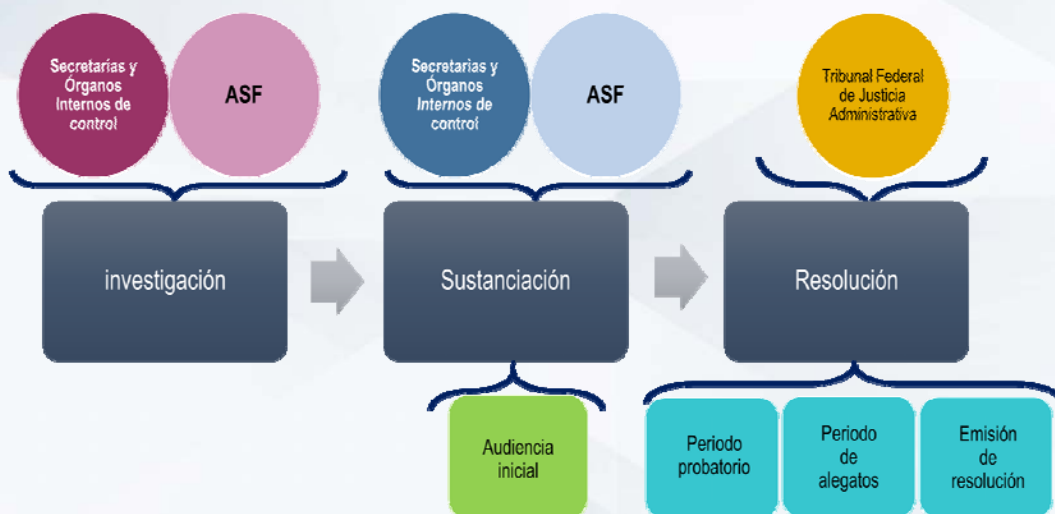 Secretarías y
Órganos
Internos de
control
ASF
Secretarias y
Órganos
Internos de
control
ASF
Tribunal Federal
de Justicia
Administrativa
investigación
Sustanciación
Resolución
Audiencia
inicial
Periodo
probatorio
Periodo
de
alegatos
Emisión
de
resolución